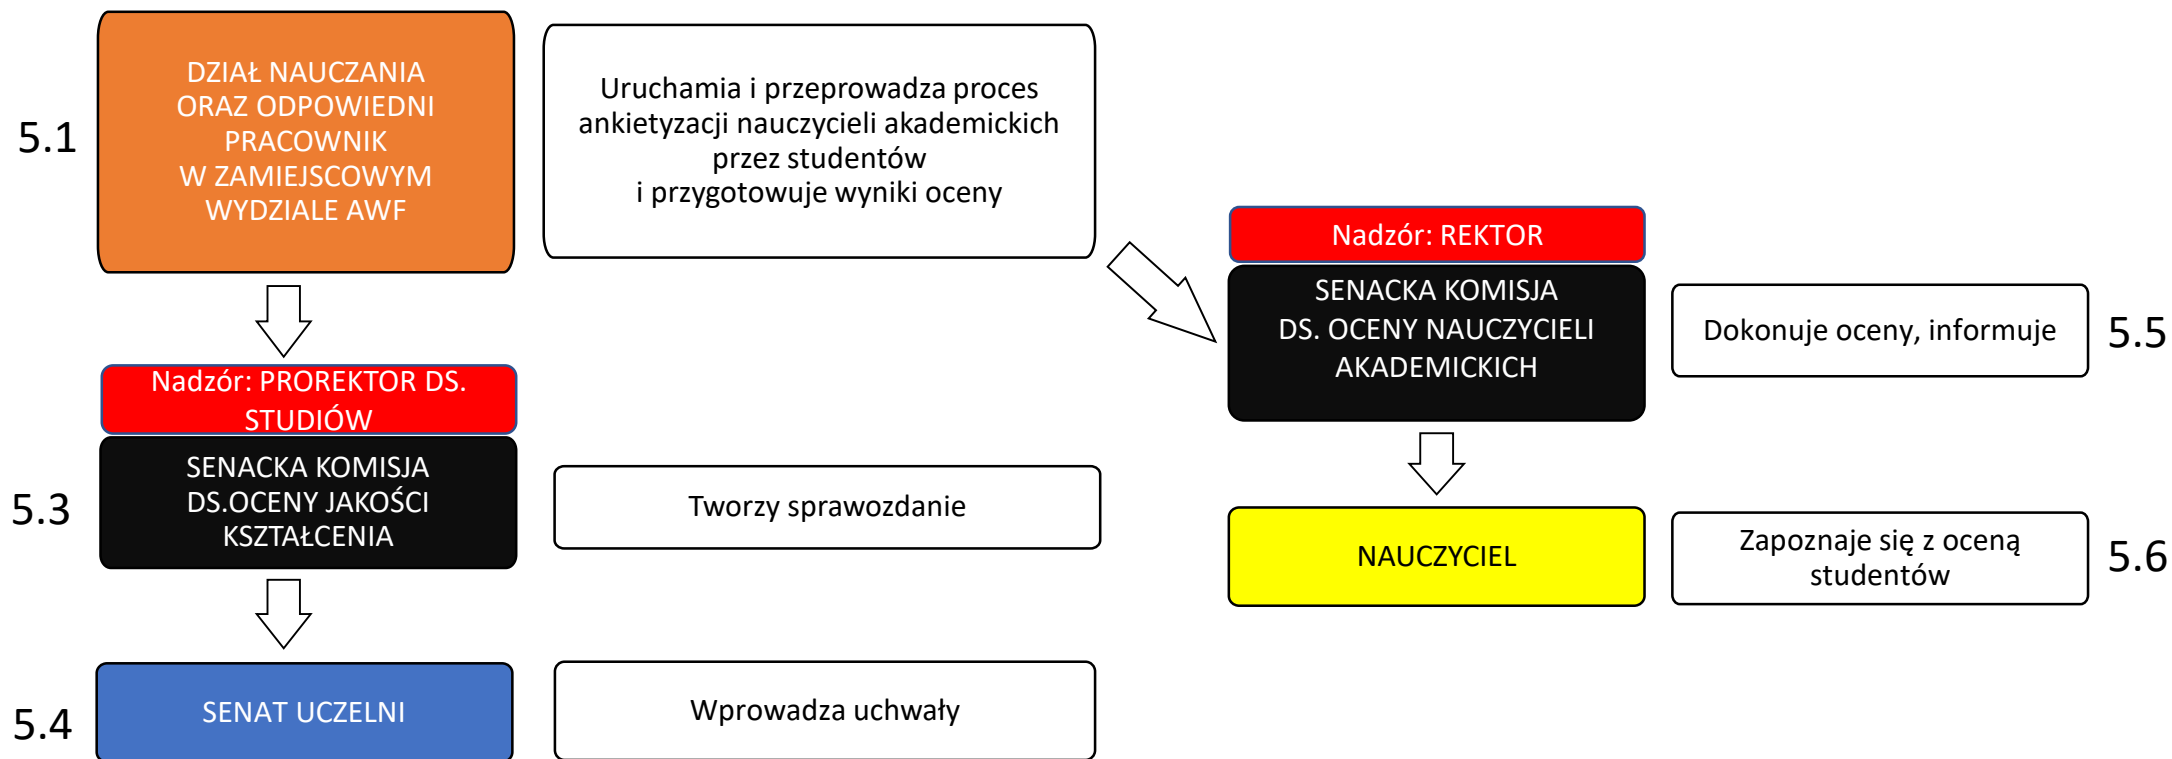 5.1
DZIAŁ NAUCZANIA
ORAZ ODPOWIEDNI
PRACOWNIK
W ZAMIEJSCOWYM
WYDZIALE AWF
Uruchamia i przeprowadza proces
ankietyzacji nauczycieli akademickich
przez studentów
i przygotowuje wyniki oceny
Nadzór: PROREKTOR DS.
STUDIÓW
5.3
SENACKA KOMISJA
DS.OCENY JAKOŚCI
KSZTAŁCENIA
Tworzy sprawozdanie
5.4
SENAT UCZELNI
Wprowadza uchwały
Nadzór: REKTOR
SENACKA KOMISJA
DS. OCENY NAUCZYCIELI
AKADEMICKICH
Dokonuje oceny, informuje
5.5
NAUCZYCIEL
Zapoznaje się z oceną
studentów
5.6